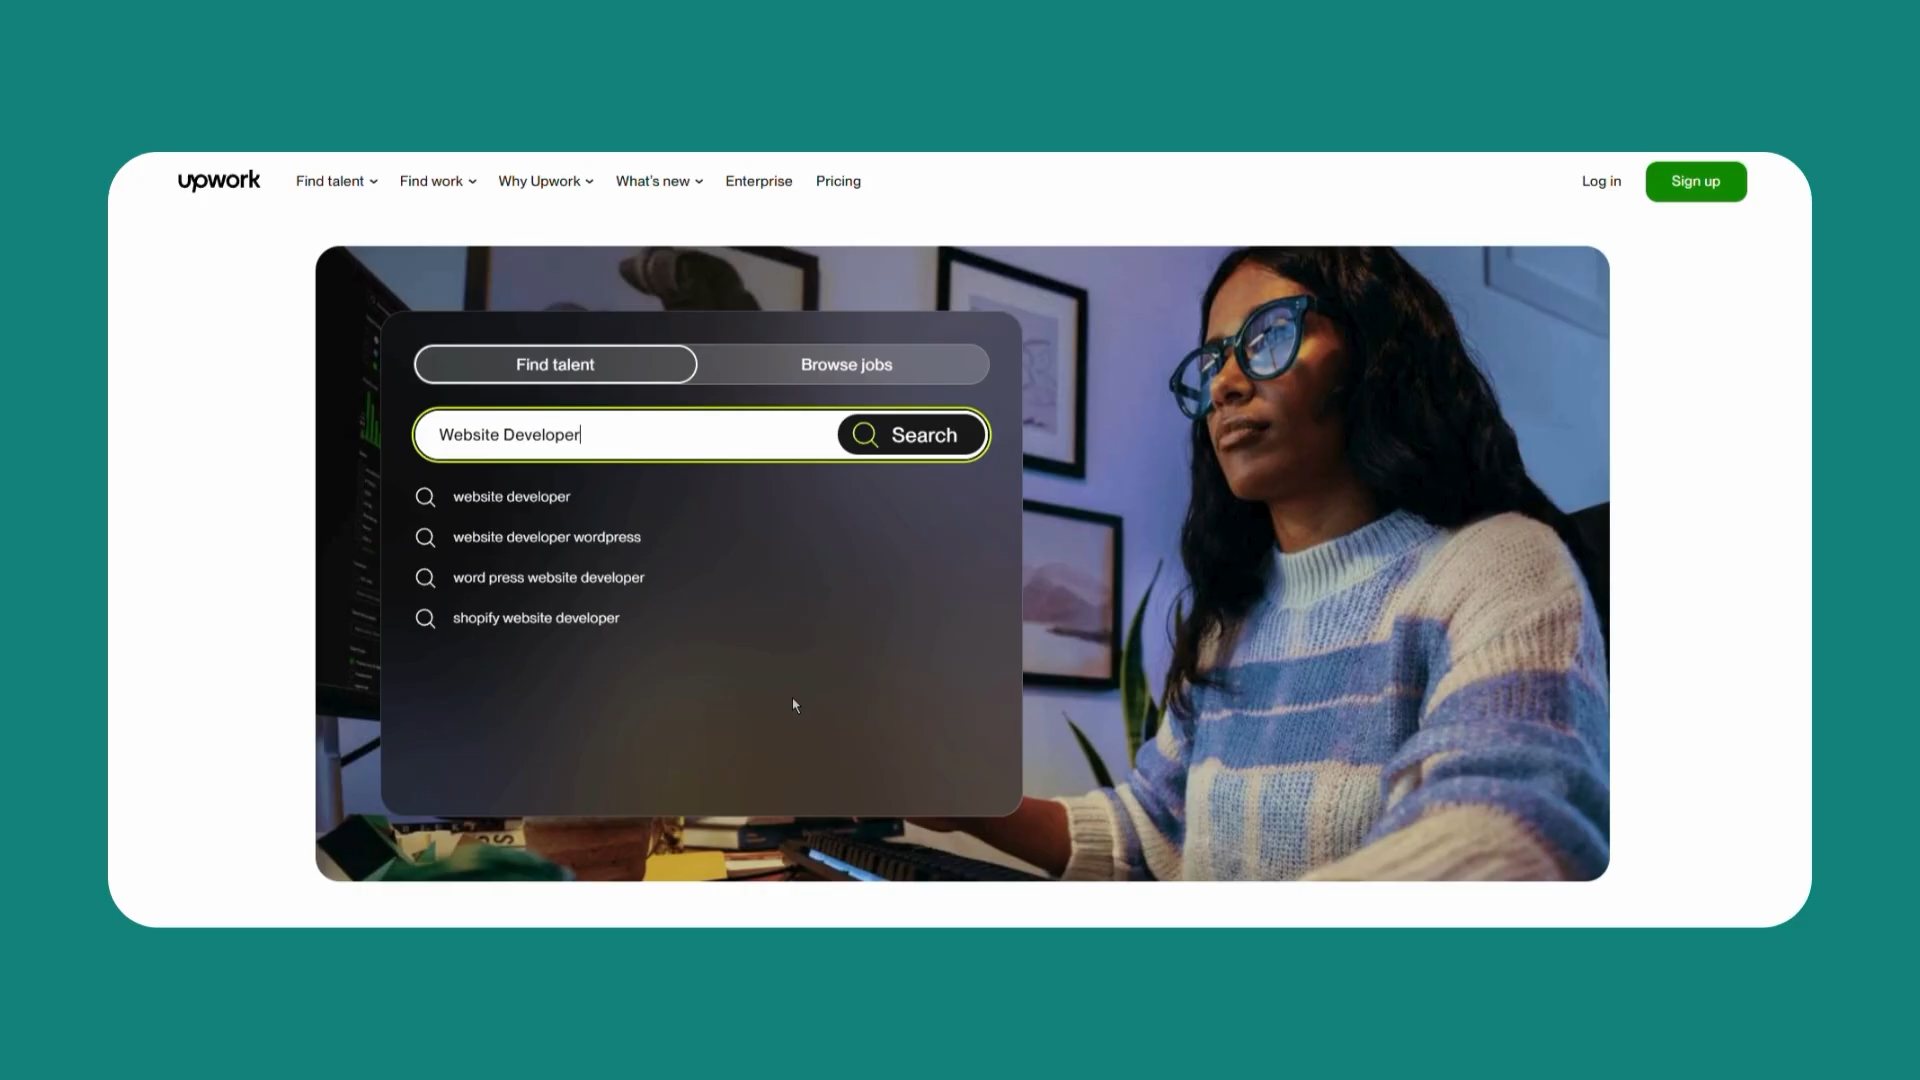 upwork Find talent Find work Why Upwork What's new Enterprise Pricing Log in Sign up
Find talent Browse jobs
Website Developer Search
website developer
website developer wordpress
word press website developer
shopify website developer